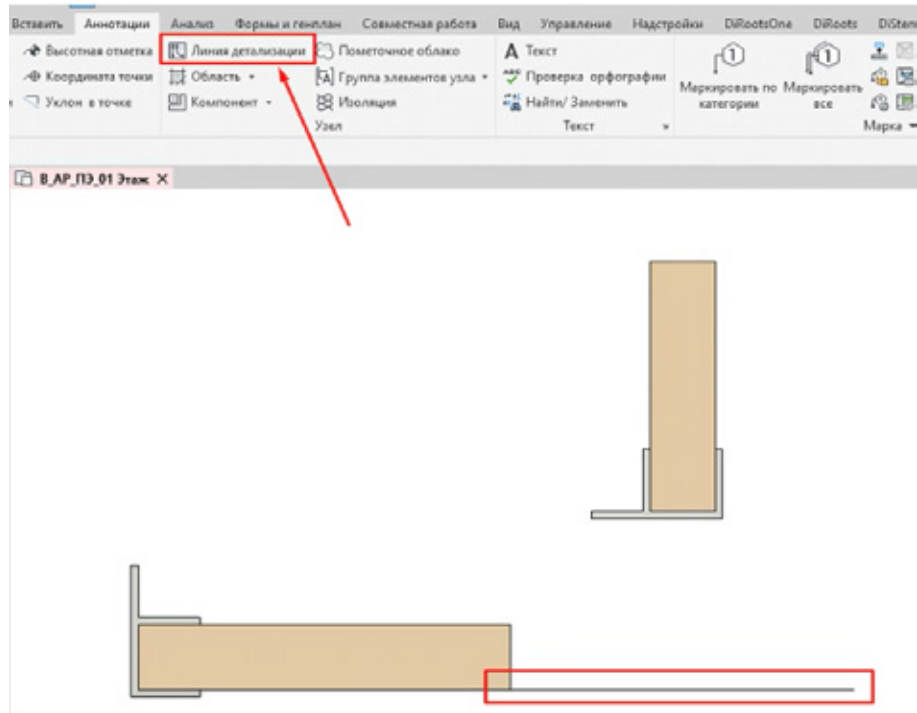 Вставить Аннотации Анализ Формы и генплан Совместная работа Вид Управление Надстройки DiRootsOne DiRoots
Высотная отметка Линия детализации Пометочное облако A Текст
Координата точки Область Группа элементов узла Проверка орфографии Маркировать по категории Маркировать все
Уклон в точке Компонент Изоляция Найти/ Заменить
Узел Текст Марка
В_АР_ПЭ_01 Этаж